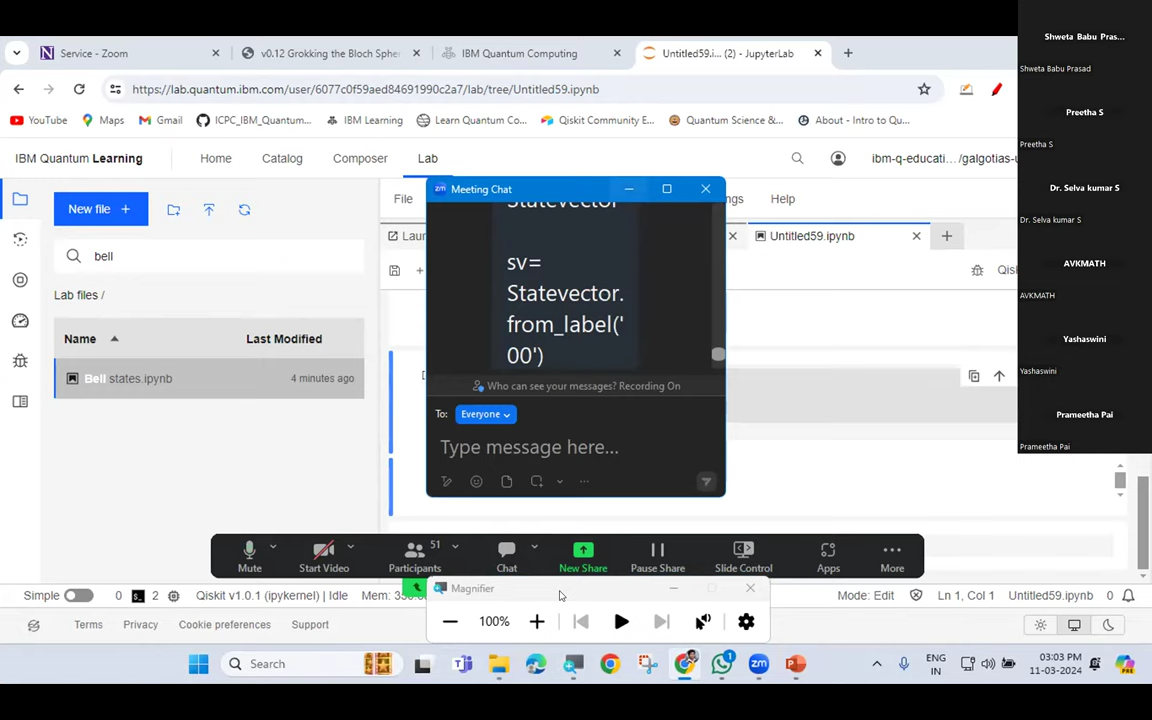 Service - Zoom
v0.12 Grokking the Bloch Sphe
IBM Quantum Computing
Untitled59.i... (2) - JupyterLab
https://lab.quantum.ibm.com/user/6077c0f59aed84691990c2a7/lab/tree/Untitled59.ipynb
YouTube
Maps
Gmail
ICPC_IBM_Quantum...
IBM Learning
Learn Quantum Co...
Qiskit Community E...
Quantum Science &...
About - Intro to Qu...
IBM Quantum Learning
Home
Catalog
Composer
Lab
ibm-q-educati... /galgotias-u
New file +
bell
Lab files /
Name
Last Modified
Bell states.ipynb
4 minutes ago
File
Help
Untitled59.ipynb
zm Meeting Chat
Statevector
sv=
Statevector.
from_label('
00')
Who can see your messages? Recording On
To: Everyone
Type message here...
Shweta Babu Pras...
Shweta Babu Prasad
Preetha S
Preetha S
Dr. Selva kumar S
Dr. Selva kumar S
AVKMATH
AVKMATH
Yashaswini
Yashaswini
Prameetha Pai
Prameetha Pai
Mute
Start Video
Participants
51
Chat
New Share
Pause Share
Slide Control
Apps
More
Magnifier
100%
Simple
0
2
Qiskit v1.0.1 (ipykernel) | Idle
Mode: Edit
Ln 1, Col 1
Untitled59.ipynb
0
Terms
Privacy
Cookie preferences
Support
Search
ENG
IN
03:03 PM
11-03-2024